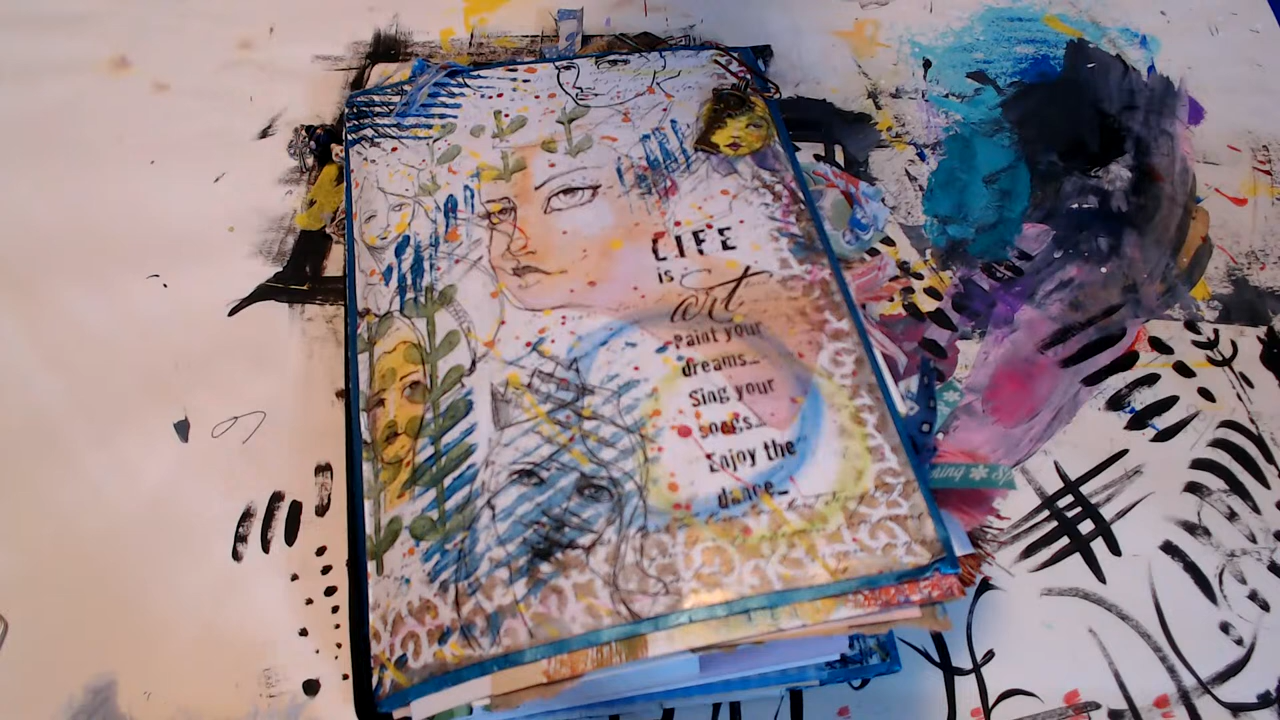 LIFE
is
art
Paint your
dreams...
Sing your
songs...
Enjoy the
dance...